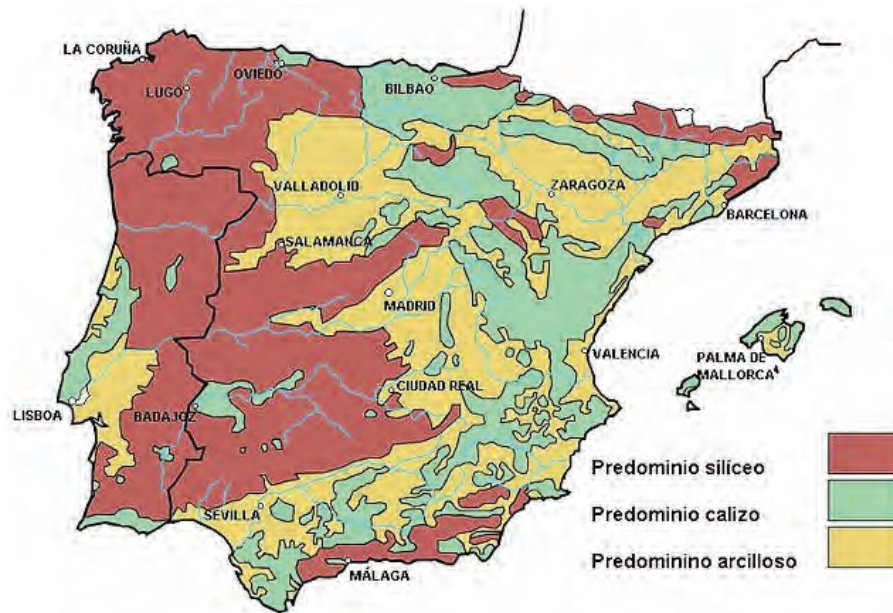 LA CORUÑA
OVIEDO
BILBAO
LUGO
VALLADOLID
ZARAGOZA
BARCELONA
SALAMANCA
MADRID
VALENCIA
PALMA DE
MALLORCA
CIUDAD REAL
LISBOA
BADAJOZ
SEVILLA
MÁLAGA
Predominio silíceo
Predominio calizo
Predominino arcilloso